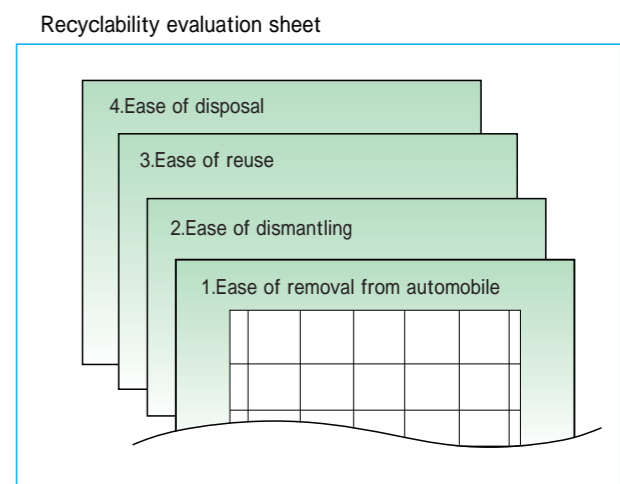 Recyclability evaluation sheet
4.Ease of disposal
3.Ease of reuse
2.Ease of dismantling
1.Ease of removal from automobile